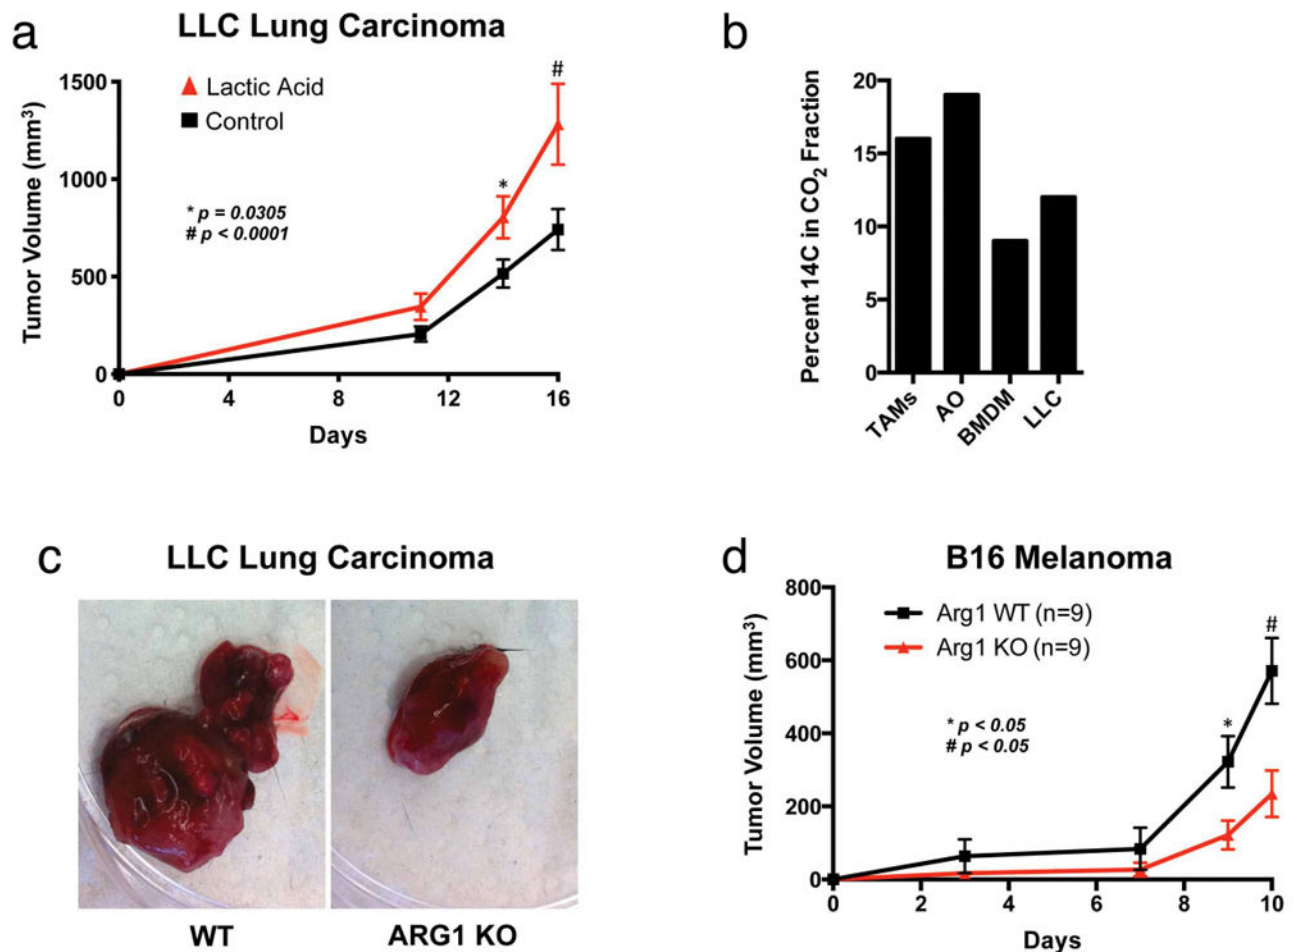 a
LLC Lung Carcinoma
Tumor Volume (mm³)
1500
1000
500
0
Lactic Acid
Control
* p = 0.0305
# p < 0.0001
*
#
0 4 8 12 16
Days
b
Percent 14C in CO₂ Fraction
20
15
10
5
0
TAMs AO BMDM LLC
c
LLC Lung Carcinoma
WT ARG1 KO
d
B16 Melanoma
Tumor Volume (mm³)
800
600
400
200
0
Arg1 WT (n=9)
Arg1 KO (n=9)
* p < 0.05
# p < 0.05
*
#
0 2 4 6 8 10
Days